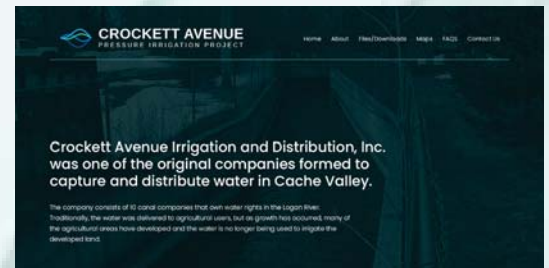 CROCKETT AVENUE
PRESSURE IRRIGATION PROJECT
Home About Files/Downloads Maps FAQS Contact Us
Crockett Avenue Irrigation and Distribution, Inc.
was one of the original companies formed to
capture and distribute water in Cache Valley.
The company consists of 10 canal companies that own water rights in the Logan River.
Traditionally, the water was delivered to agricultural users, but as growth has occurred, many of
the agricultural areas have developed and the water is no longer being used to irrigate the
developed land.